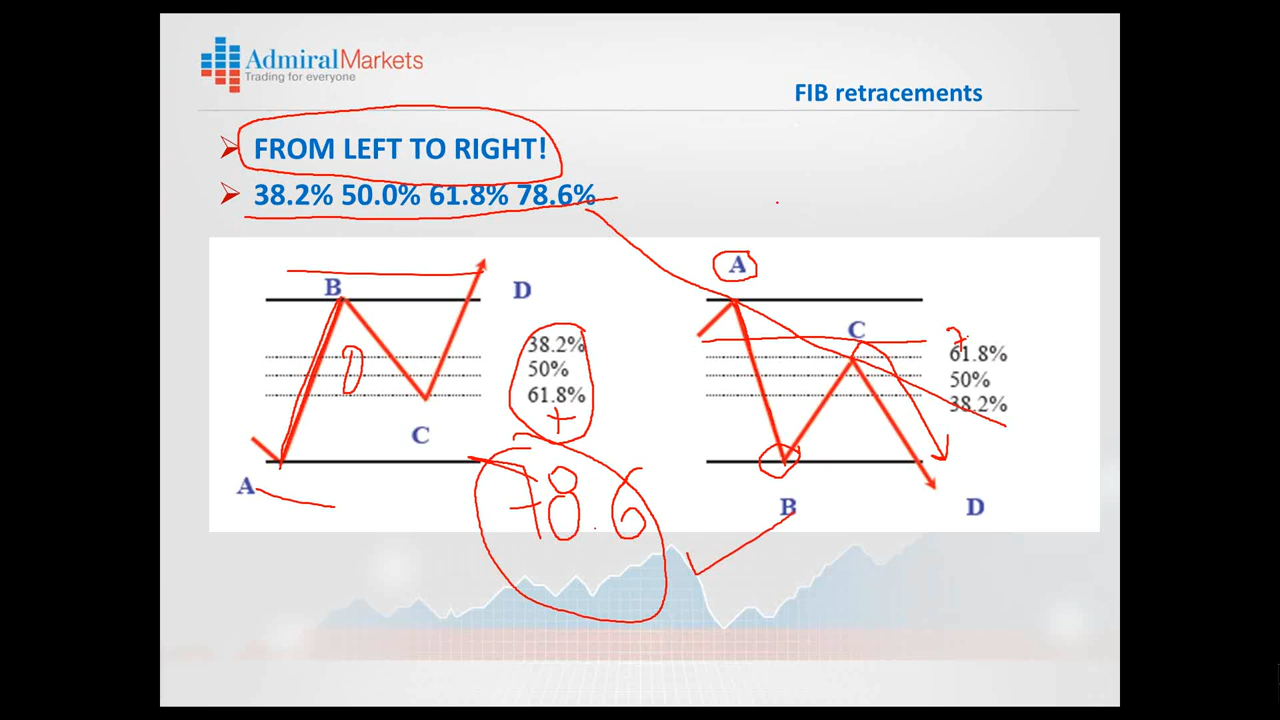 AdmiralMarkets
Trading for everyone
FIB retracements
FROM LEFT TO RIGHT!
38.2% 50.0% 61.8% 78.6%
B
D
38.2%
50%
61.8%
+
C
A
78.6
A
C
7
61.8%
50%
38.2%
B
D